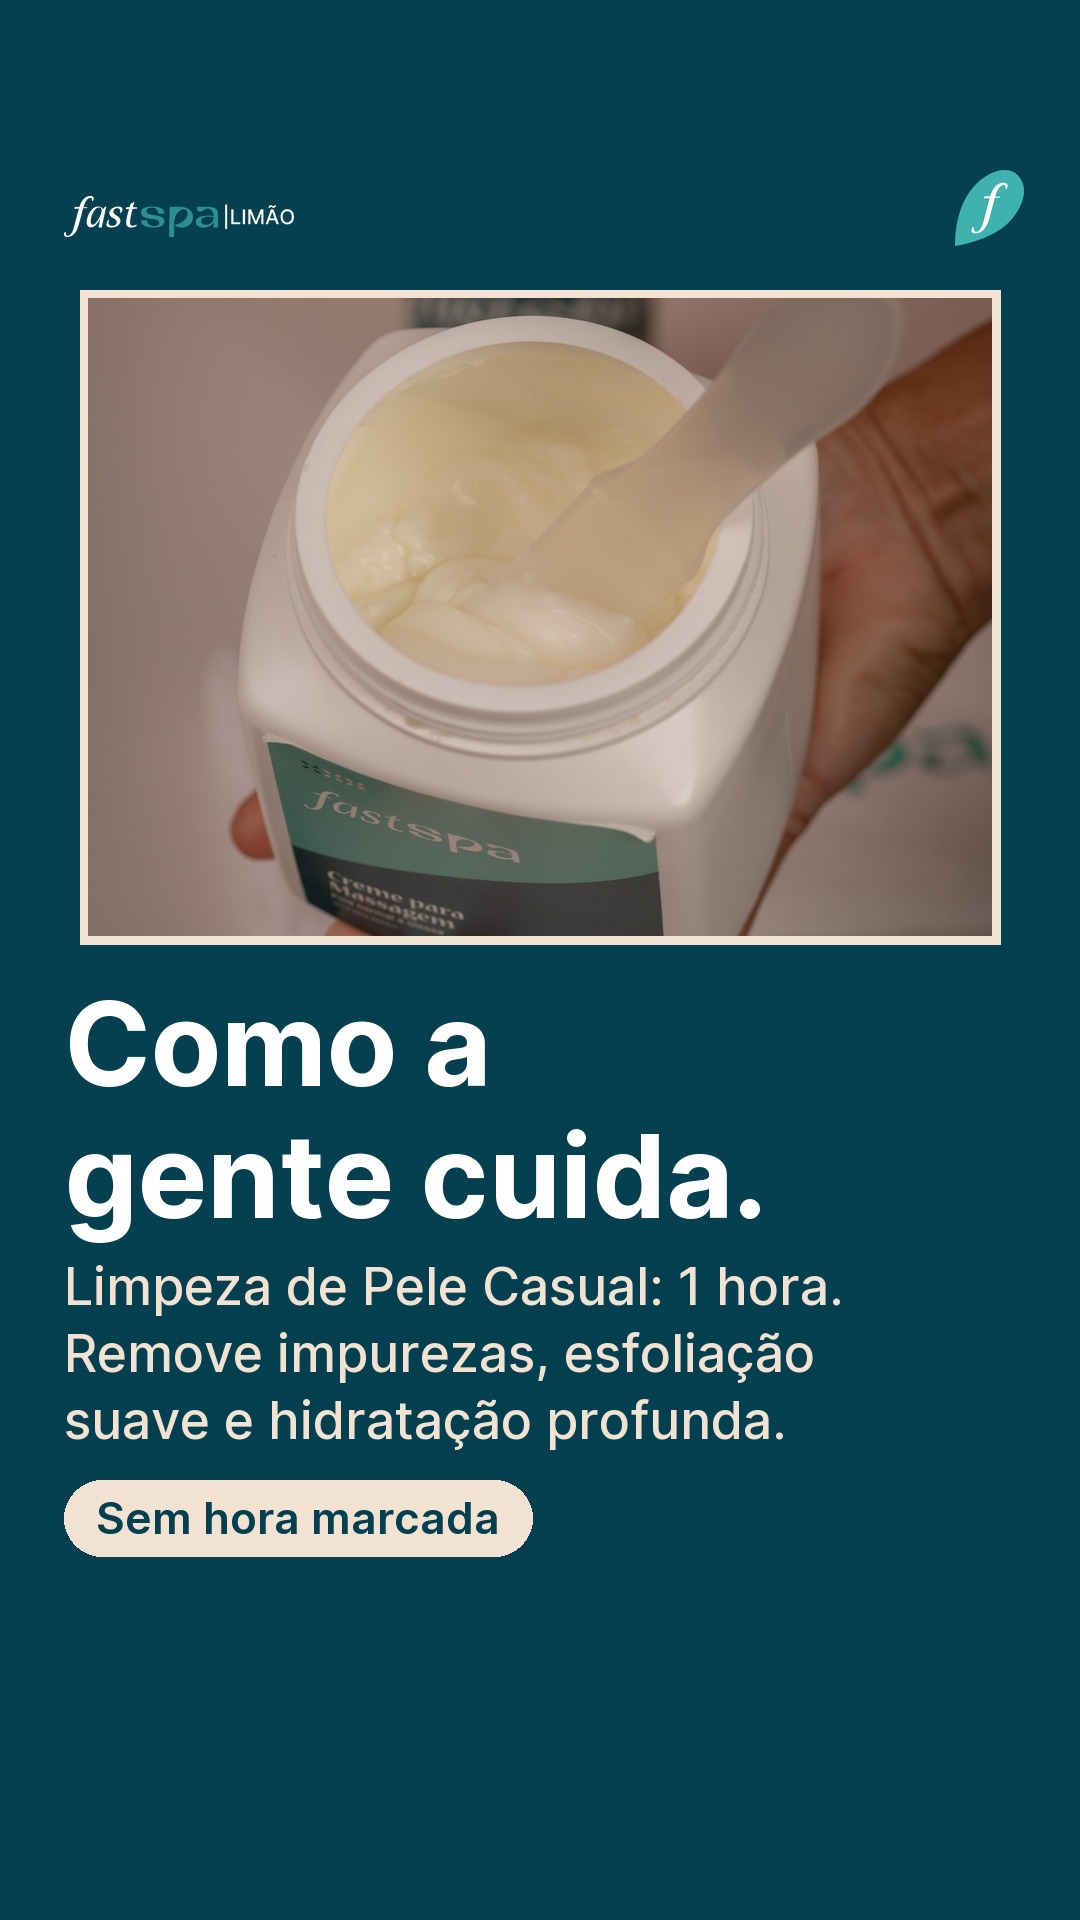 fastspa|LIMÃO
f
fastspa
Creme para
Massagem
Como a
gente cuida.
Limpeza de Pele Casual: 1 hora.
Remove impurezas, esfoliação
suave e hidratação profunda.
Sem hora marcada